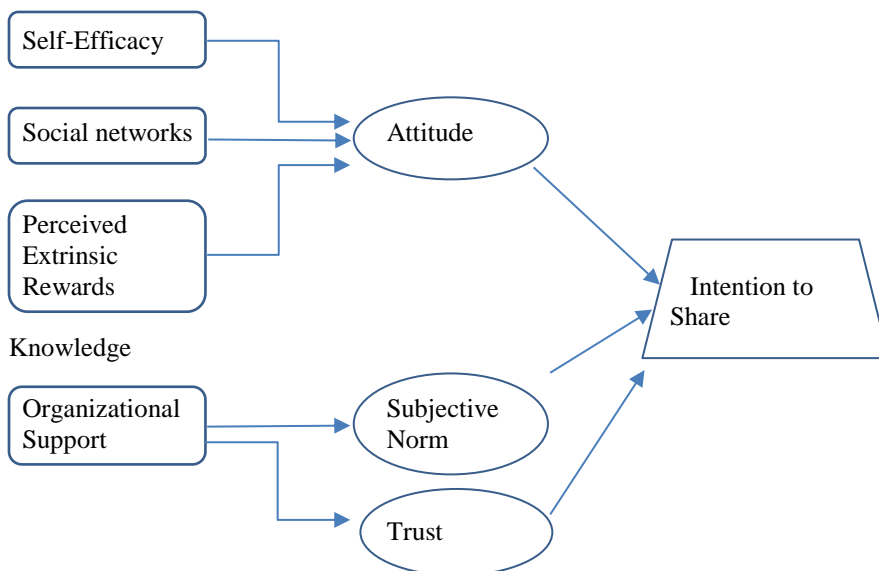 Self-Efficacy
Social networks
Attitude
Perceived
Extrinsic
Rewards
Intention to
Share
Knowledge
Organizational
Support
Subjective
Norm
Trust